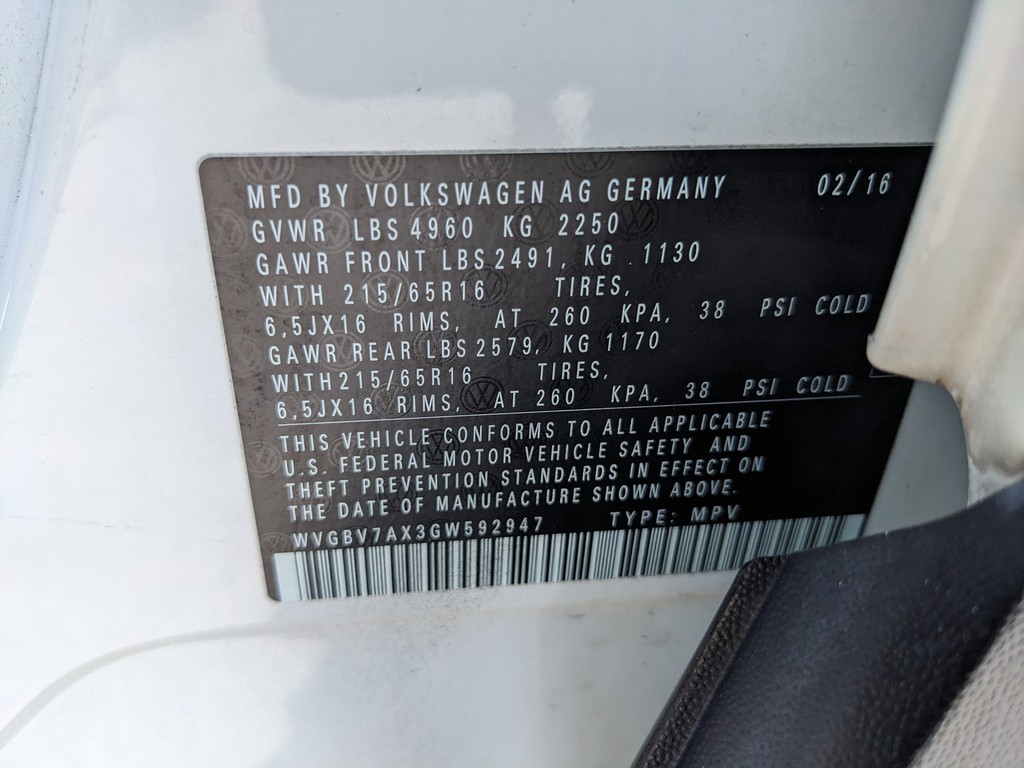 MFD BY VOLKSWAGEN AG GERMANY 02/16
GVWR LBS 4960 KG 2250
GAWR FRONT LBS 2491, KG . 1130
WITH 215/65R16 TIRES,
6,5JX16 RIMS, AT 260 KPA, 38 PSI COLD
GAWR REAR LBS 2579, KG 1170
WITH 215/65R16 TIRES,
6,5JX16 RIMS, AT 260 KPA, 38 PSI COLD
THIS VEHICLE CONFORMS TO ALL APPLICABLE
U.S. FEDERAL MOTOR VEHICLE SAFETY AND
THEFT PREVENTION STANDARDS IN EFFECT ON
THE DATE OF MANUFACTURE SHOWN ABOVE.
WVGBV7AX3GW592947 TYPE: MPV